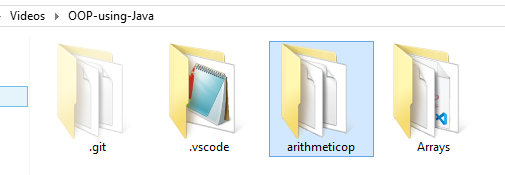 Videos › OOP-using-Java
.git .vscode arithmeticop Arrays